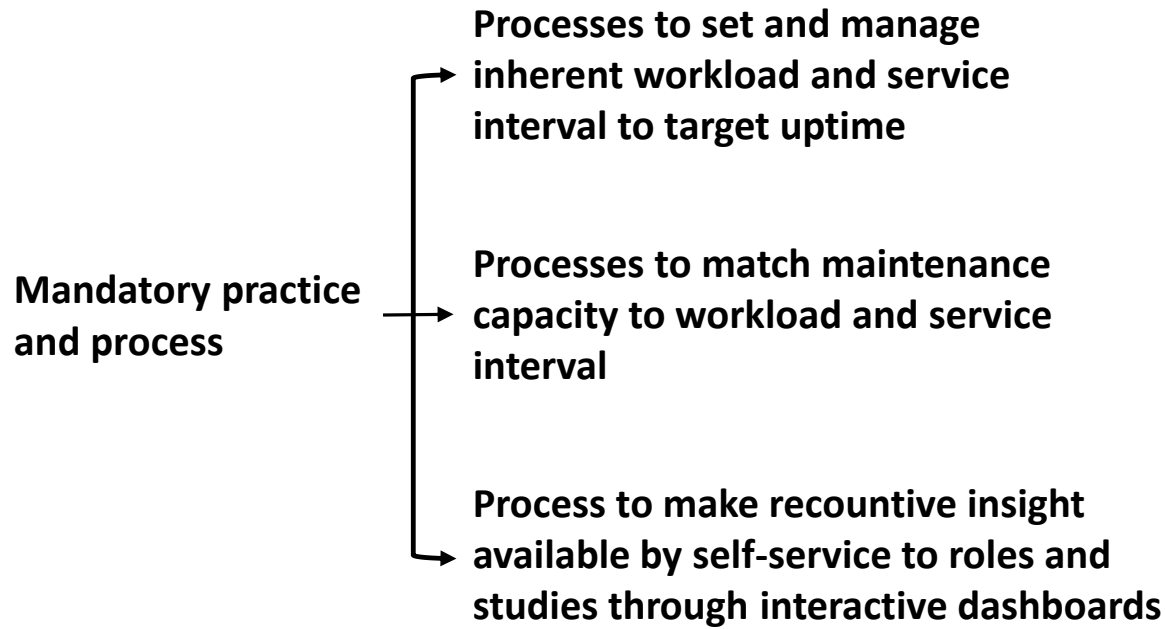 Processes to set and manage
inherent workload and service
interval to target uptime
Mandatory practice
and process
Processes to match maintenance
capacity to workload and service
interval
Process to make recountive insight
available by self-service to roles and
studies through interactive dashboards